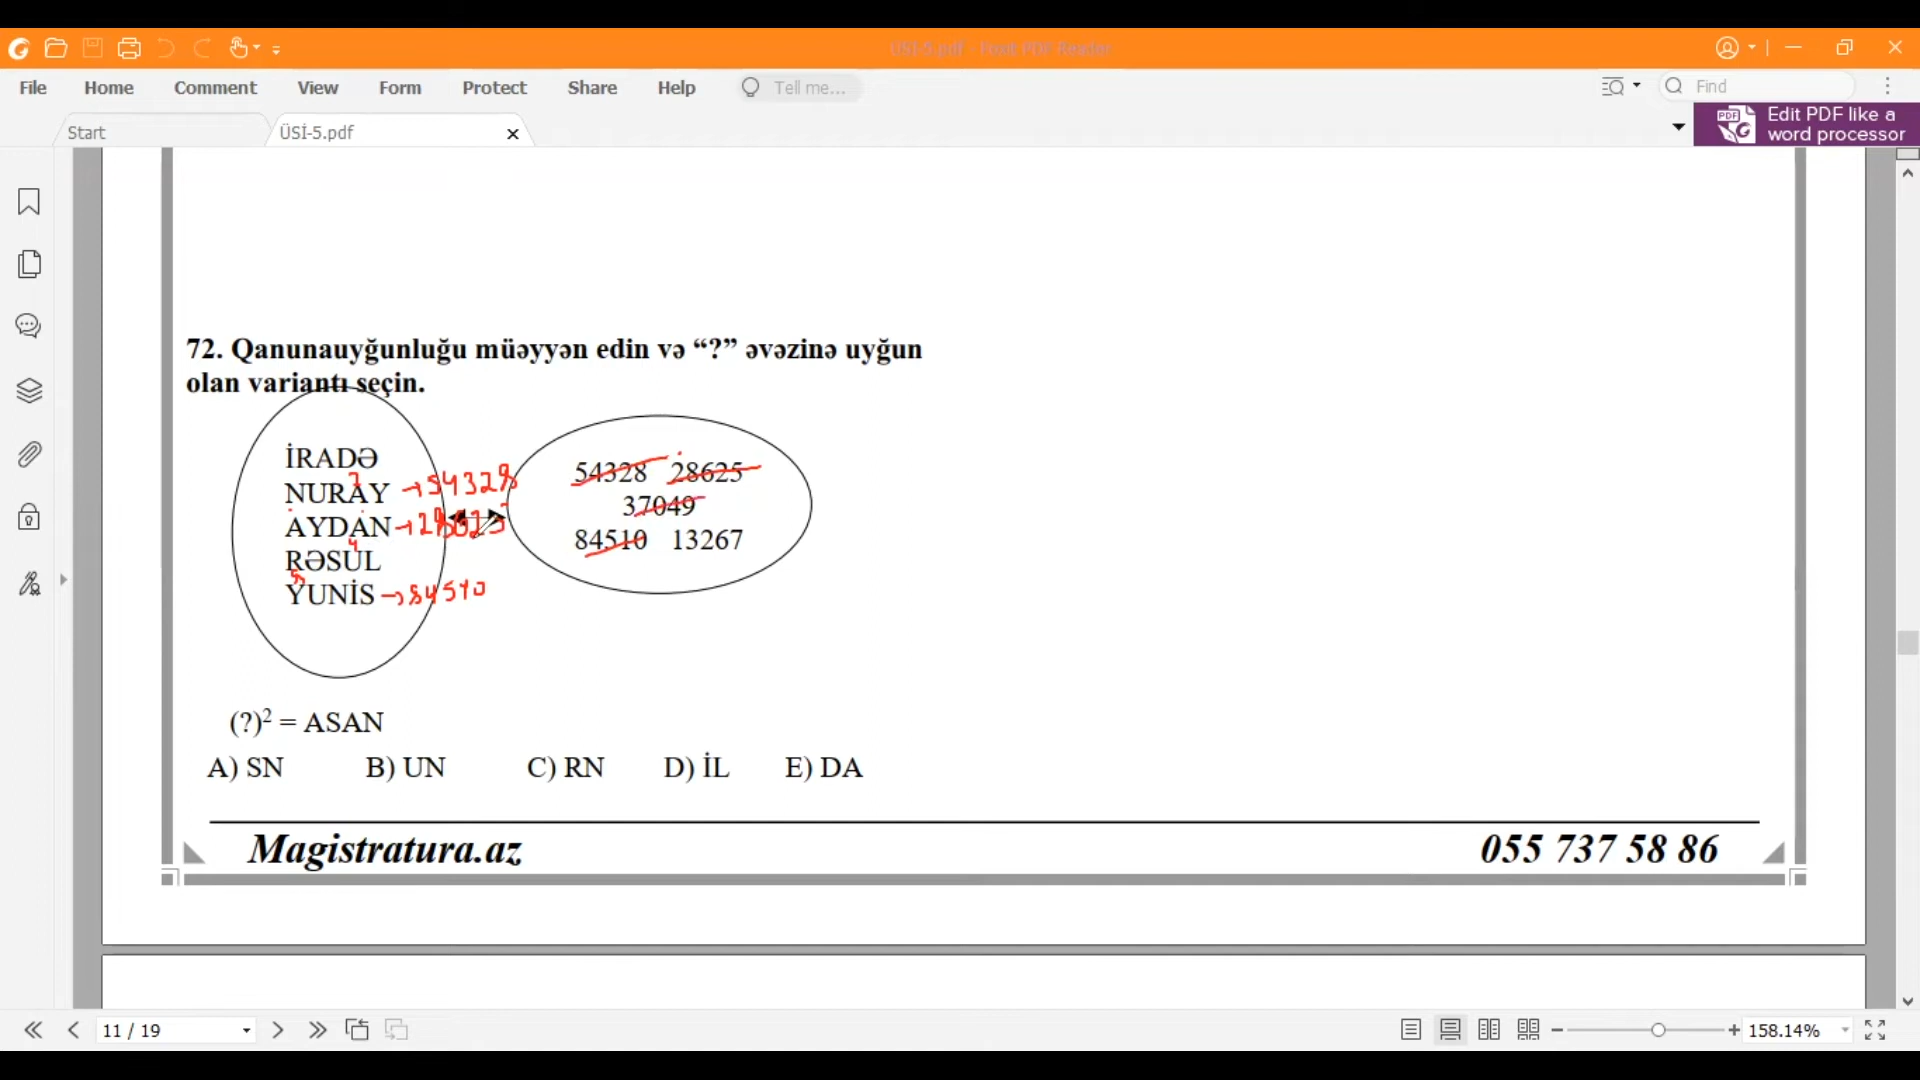 ÜSİ-5.pdf - Foxit PDF Reader
File Home Comment View Form Protect Share Help Tell me... Find
Start ÜSİ-5.pdf
Edit PDF like a
word processor
72. Qanunauyğunluğu müəyyən edin və “?” əvəzinə uyğun
olan variantı seçin.
İRADƏ
NURAY →54328
AYDAN →28625
RƏSUL
YUNİS →84510
54328 28625
37049
84510 13267
(?)² = ASAN
A) SN B) UN C) RN D) İL E) DA
Magistratura.az 055 737 58 86
11 / 19 158.14%